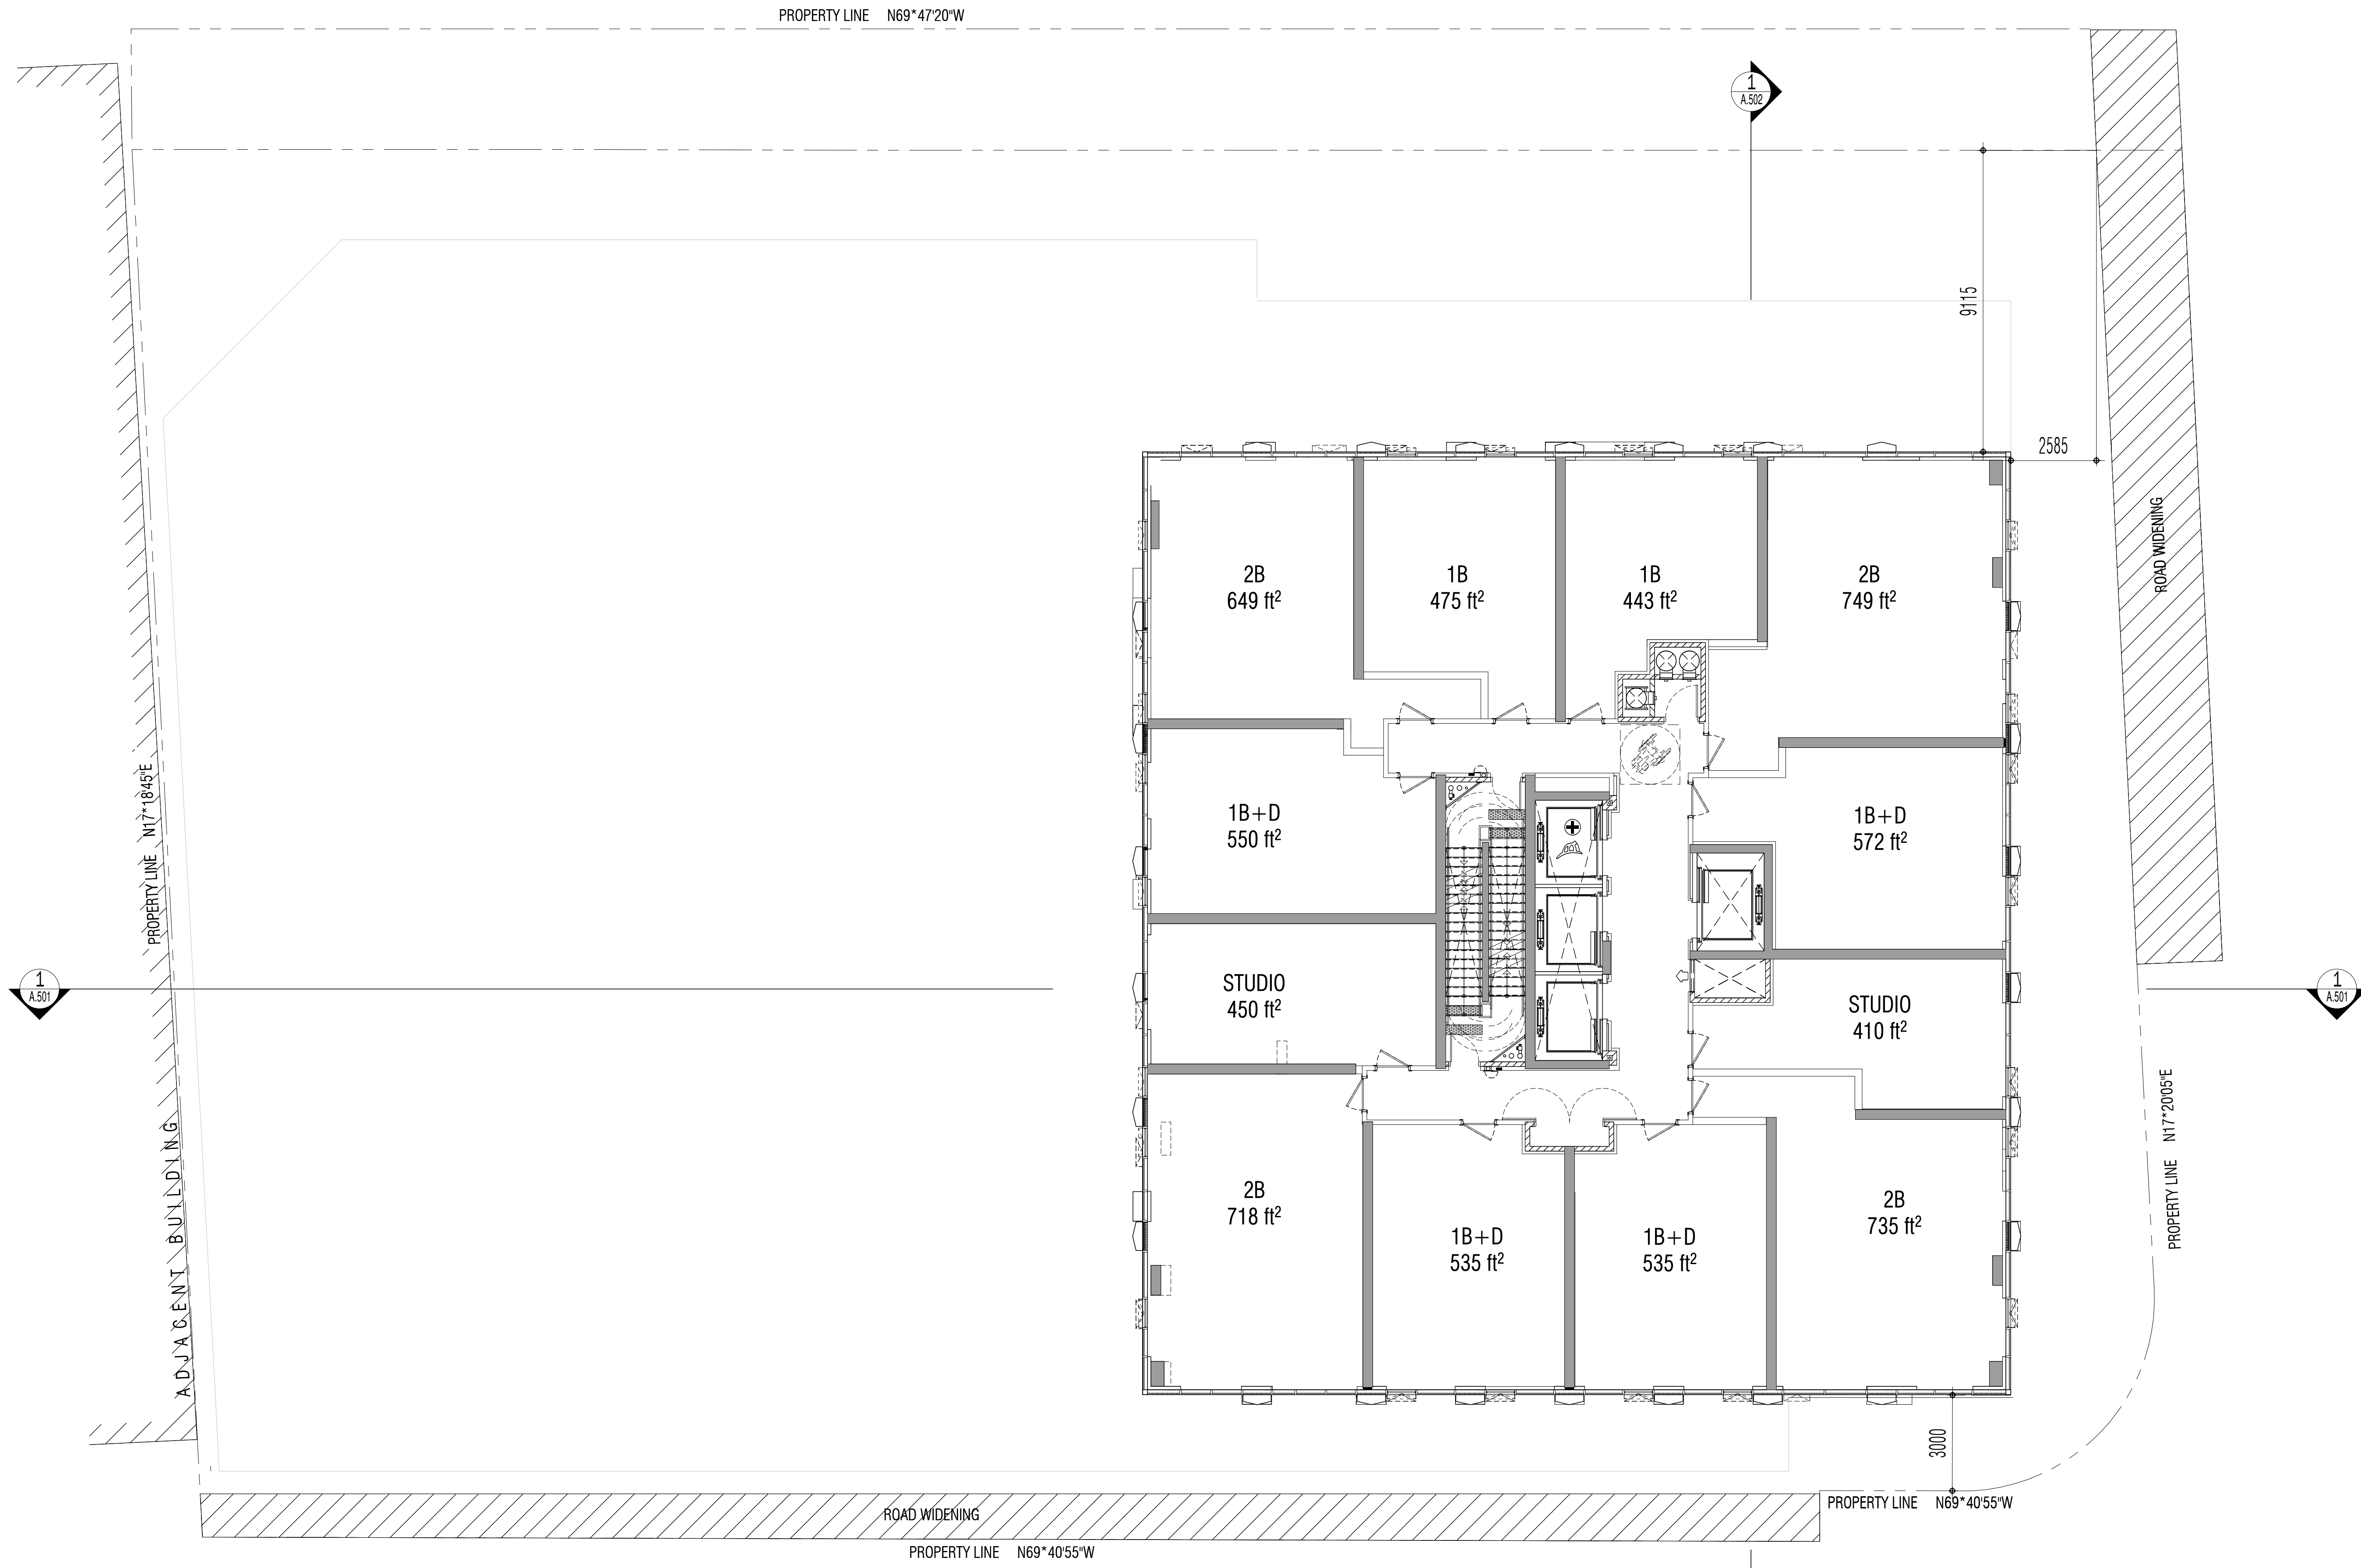 PROPERTY LINE N69*47'20"W
1
A.502
9115
2585
ROAD WIDENING
2B
649 ft²
1B
475 ft²
1B
443 ft²
2B
749 ft²
PROPERTY LINE N17*18'45"E
1B+D
550 ft²
1B+D
572 ft²
1
A.501
STUDIO
450 ft²
STUDIO
410 ft²
1
A.501
ADJACENT BUILDING
2B
718 ft²
1B+D
535 ft²
1B+D
535 ft²
2B
735 ft²
PROPERTY LINE N17*20'05"E
3000
PROPERTY LINE N69*40'55"W
ROAD WIDENING
PROPERTY LINE N69*40'55"W